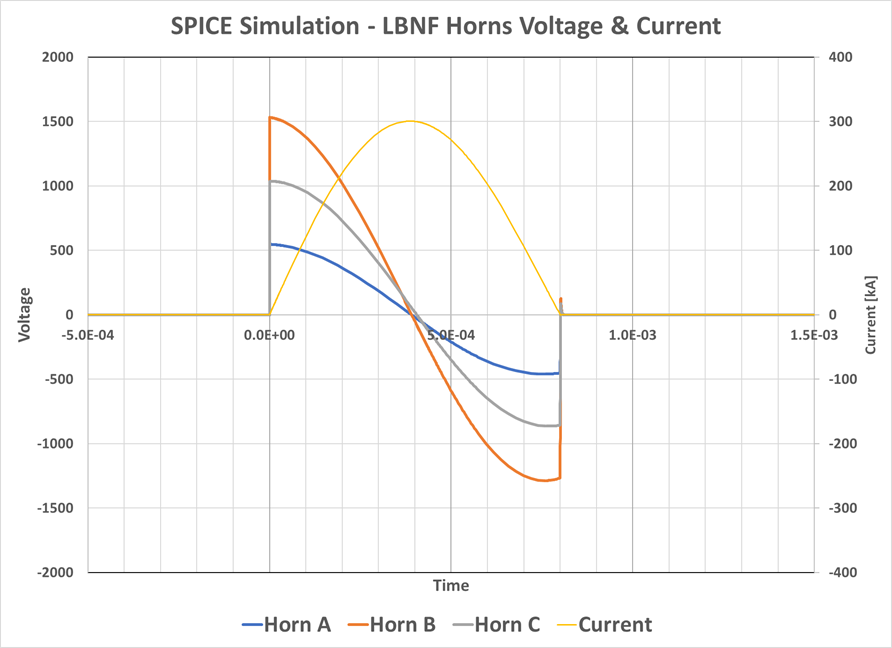 SPICE Simulation - LBNF Horns Voltage & Current
2000 400
1500 300
1000 200
500 100
0 0
-5.0E-04 0.0E+00 5.0E-04 1.0E-03 1.5E-03
-500 -100
-1000 -200
-1500 -300
-2000 -400
Voltage
Current [kA]
Time
Horn A Horn B Horn C Current